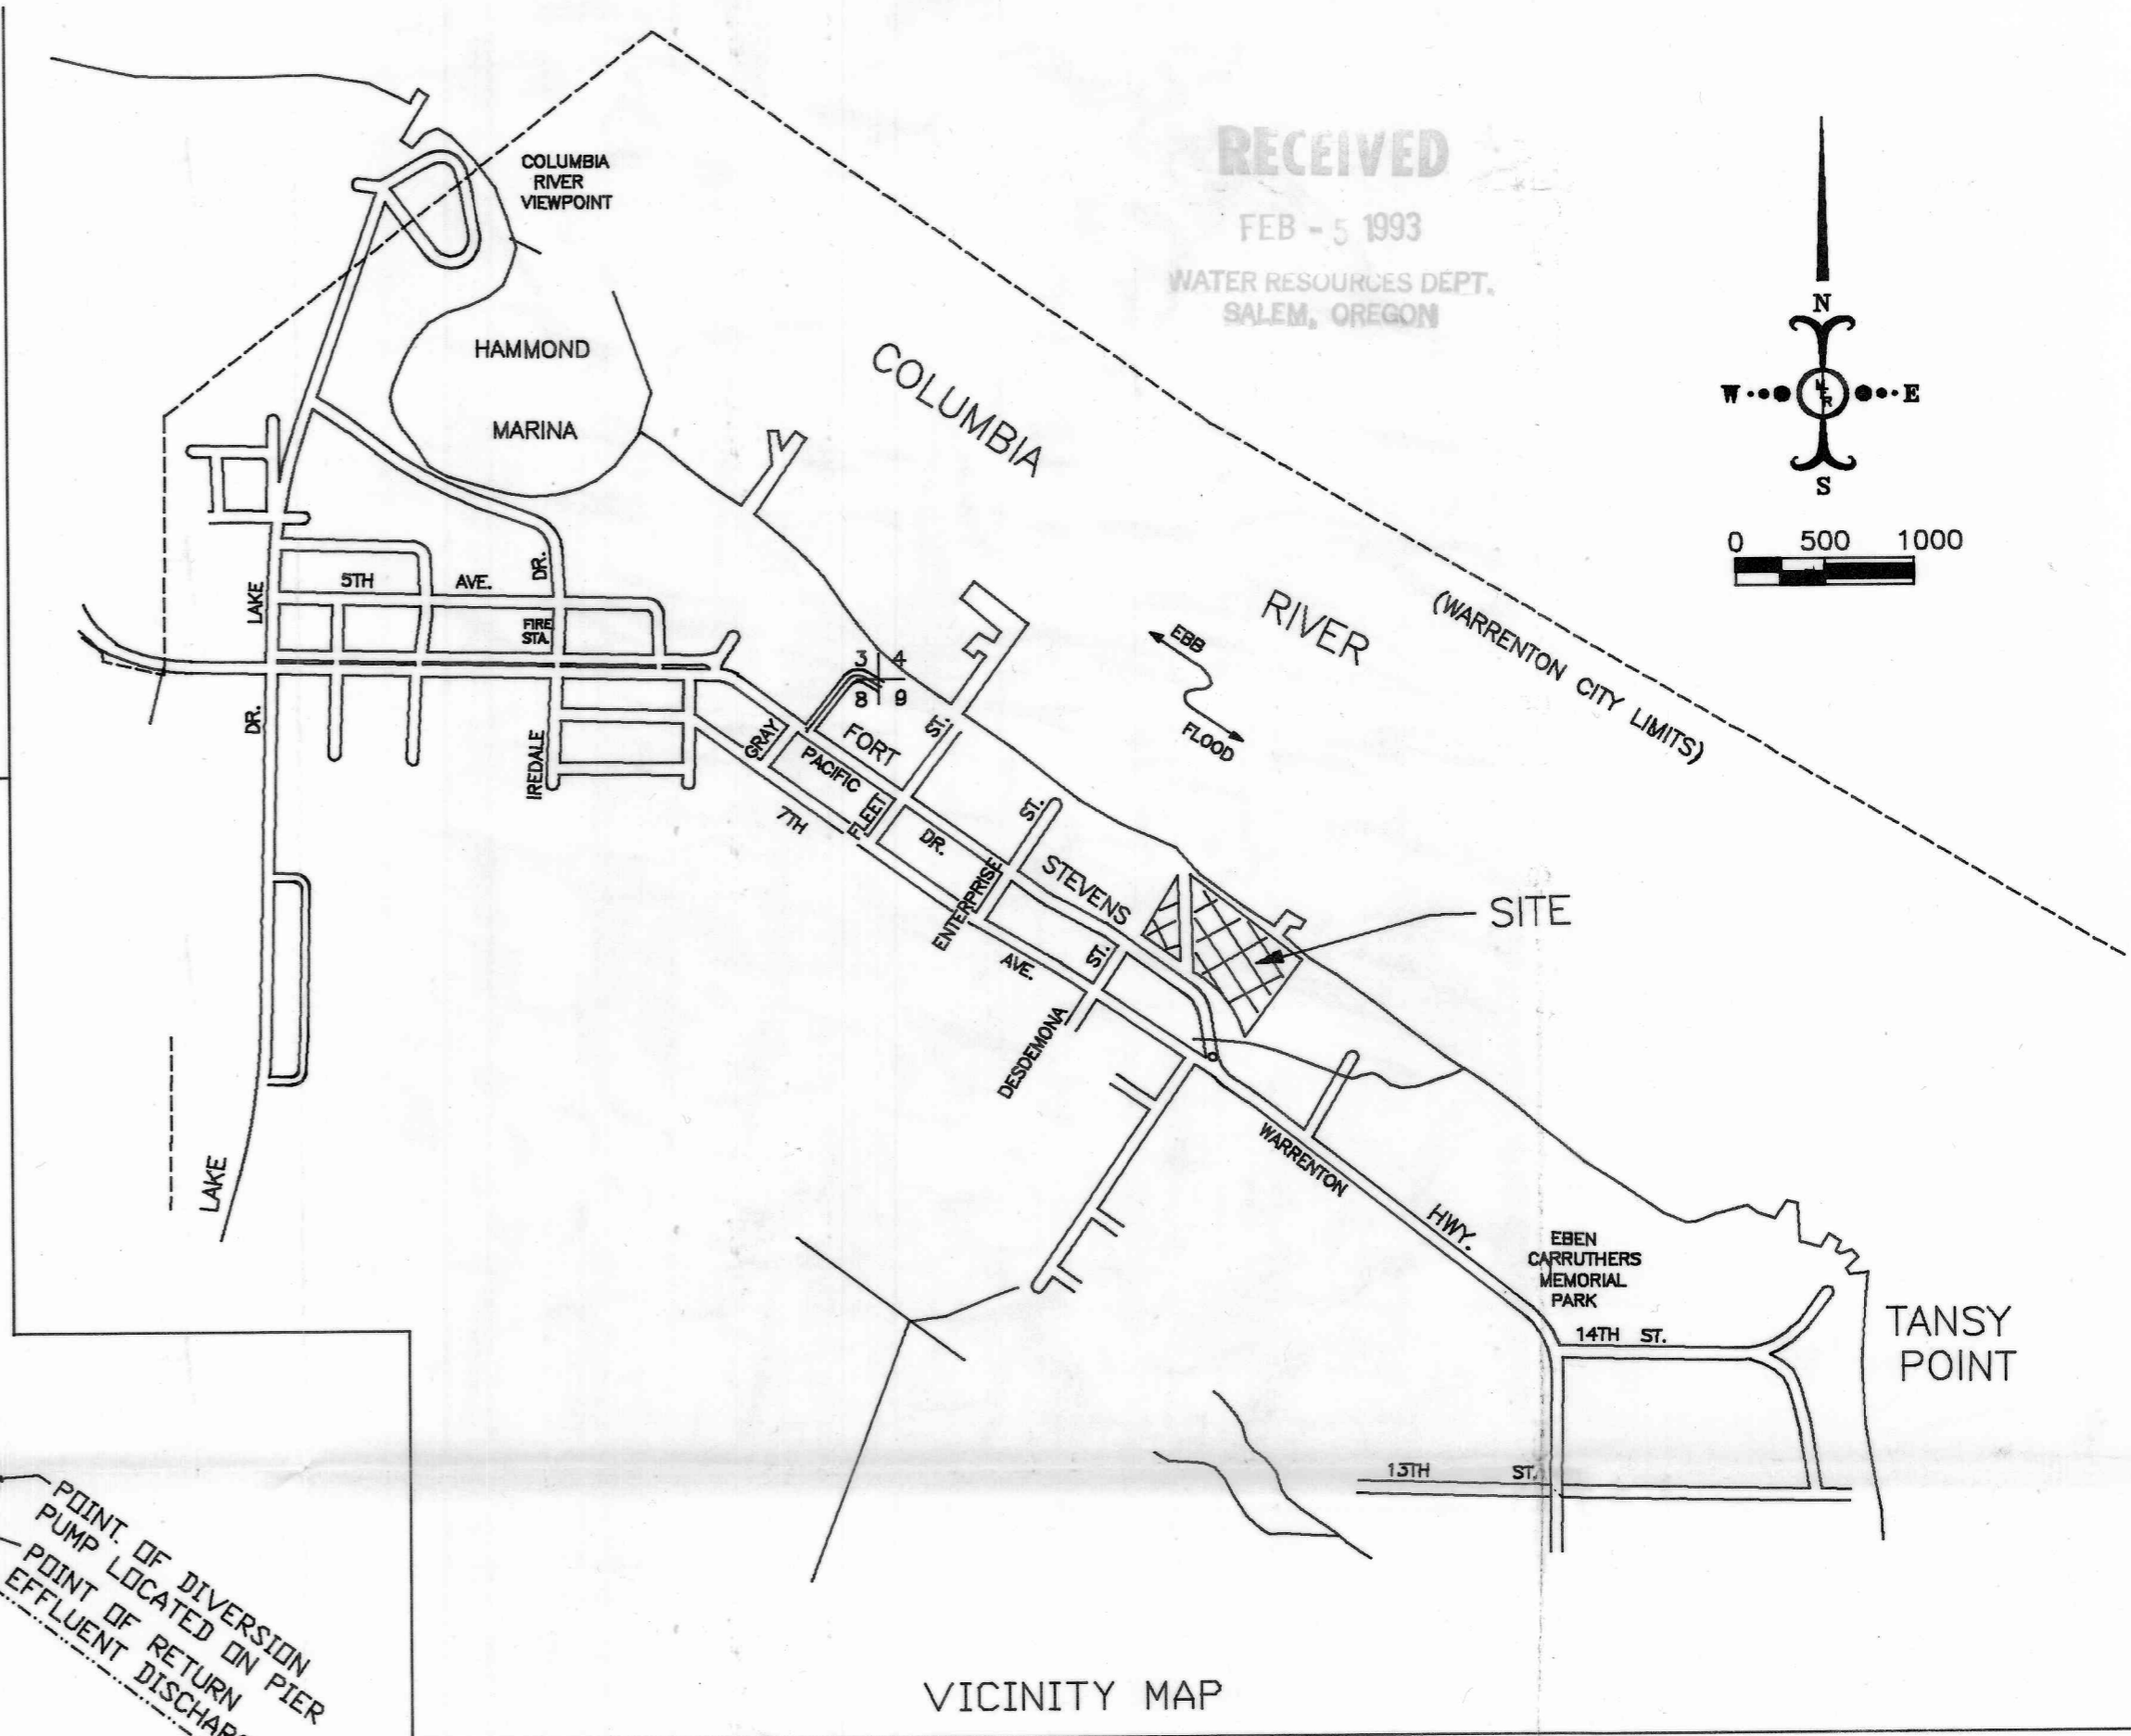 COLUMBIA
RIVER
VIEWPOINT
RECEIVED
FEB - 5 1993
WATER RESOURCES DEPT.
SALEM, OREGON
N
W E
S
0 500 1000
HAMMOND
MARINA
COLUMBIA
RIVER
(WARRENTON CITY LIMITS)
EBB
FLOOD
LAKE
DR.
5TH AVE.
DR.
FIRE
STA.
IREDALE
3 4
8 9
GRAY
FORT
ST.
PACIFIC
FLEET
7TH
DR.
ST.
ENTERPRISE
STEVENS
AVE.
ST.
DESDEMONA
SITE
LAKE
WARRENTON
HWY.
EBEN
CARRUTHERS
MEMORIAL
PARK
14TH ST.
TANSY
POINT
13TH ST.
POINT. OF DIVERSION
PUMP LOCATED ON PIER
POINT OF RETURN
EFFLUENT
VICINITY MAP